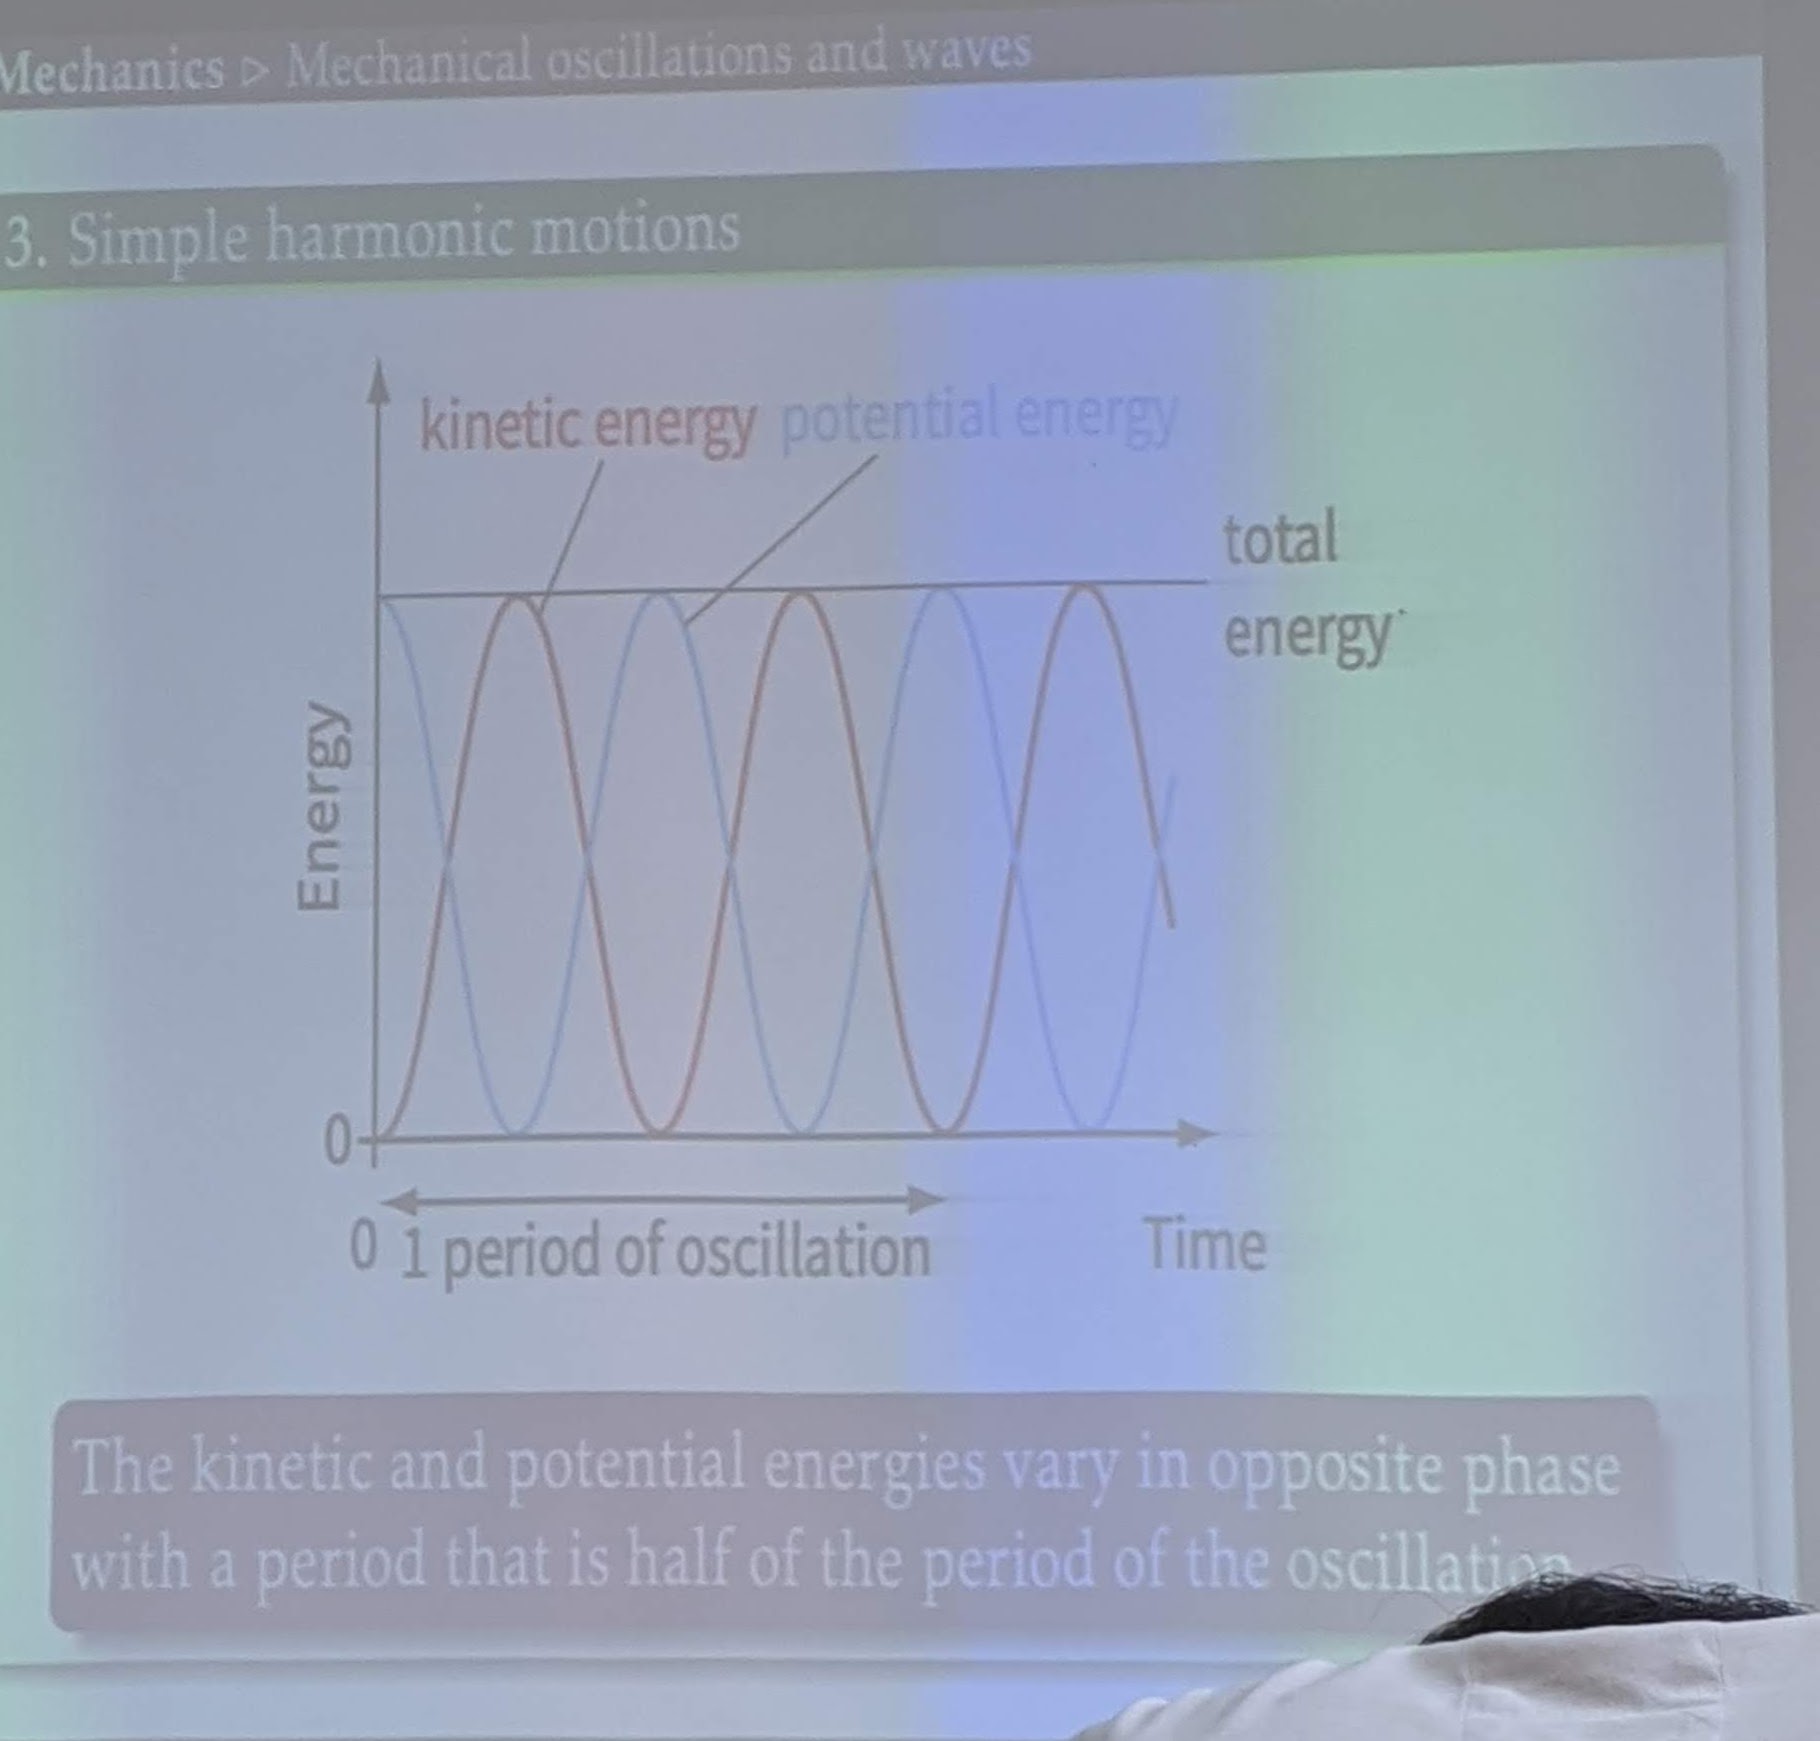 Mechanics ▷ Mechanical oscillations and waves
3. Simple harmonic motions
kinetic energy potential energy
total
energy
Energy
0
0 1 period of oscillation Time
The kinetic and potential energies vary in opposite phase
with a period that is half of the period of the